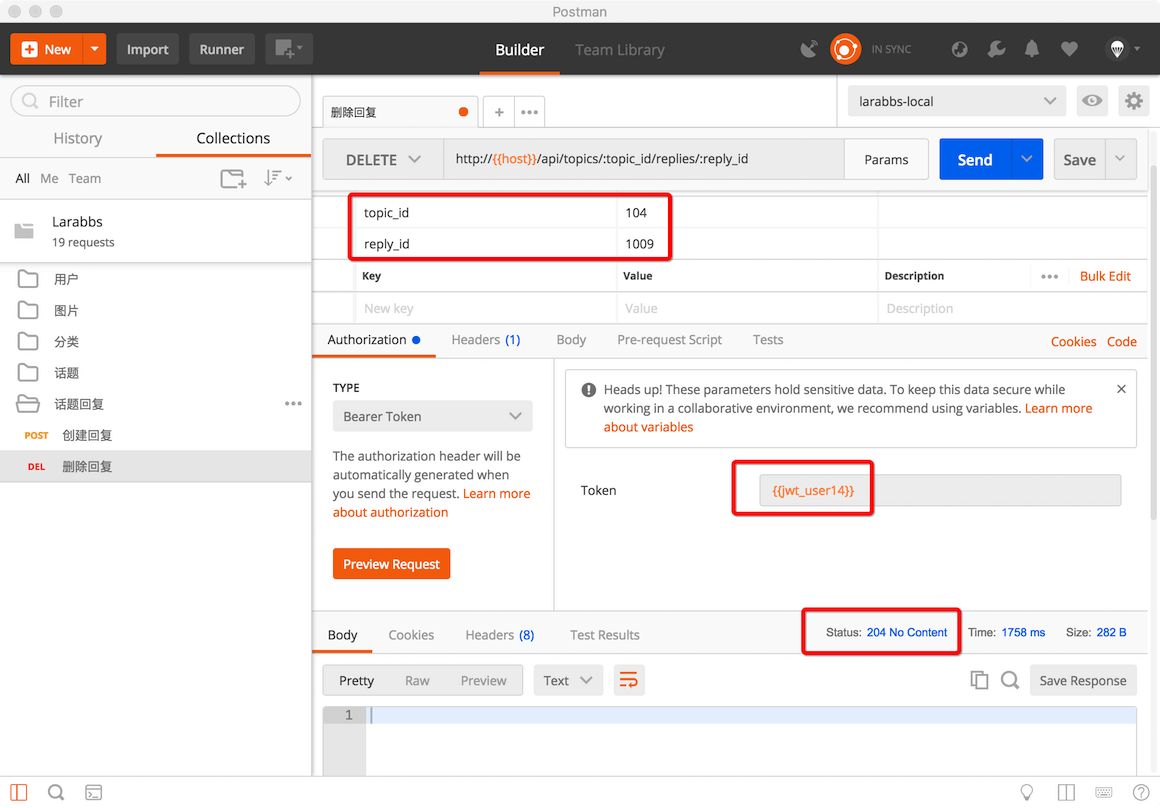 Postman
New
Import
Runner
Builder
Team Library
IN SYNC
Filter
History
Collections
All Me Team
Larabbs
19 requests
用户
图片
分类
话题
话题回复
POST 创建回复
DEL 删除回复
删除回复
larabbs-local
DELETE
http://{{host}}/api/topics/:topic_id/replies/:reply_id
Params
Send
Save
topic_id 104
reply_id 1009
Key Value Description Bulk Edit
New key Value Description
Authorization Headers (1) Body Pre-request Script Tests Cookies Code
TYPE
Bearer Token
The authorization header will be
automatically generated when
you send the request. Learn more
about authorization
Preview Request
Heads up! These parameters hold sensitive data. To keep this data secure while
working in a collaborative environment, we recommend using variables. Learn more
about variables
Token {{jwt_user14}}
Body Cookies Headers (8) Test Results Status: 204 No Content Time: 1758 ms Size: 282 B
Pretty Raw Preview Text Save Response
1